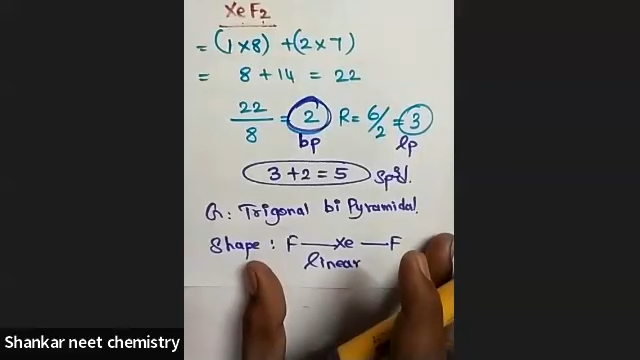 XeF2
= (1×8) + (2×7)
= 8 + 14 = 22
22/8 = 2 R = 6/2 = 3
bp lp
3 + 2 = 5 sp3d.
G: Trigonal bi Pyramidal.
Shape: F—Xe—F
linear
Shankar neet chemistry